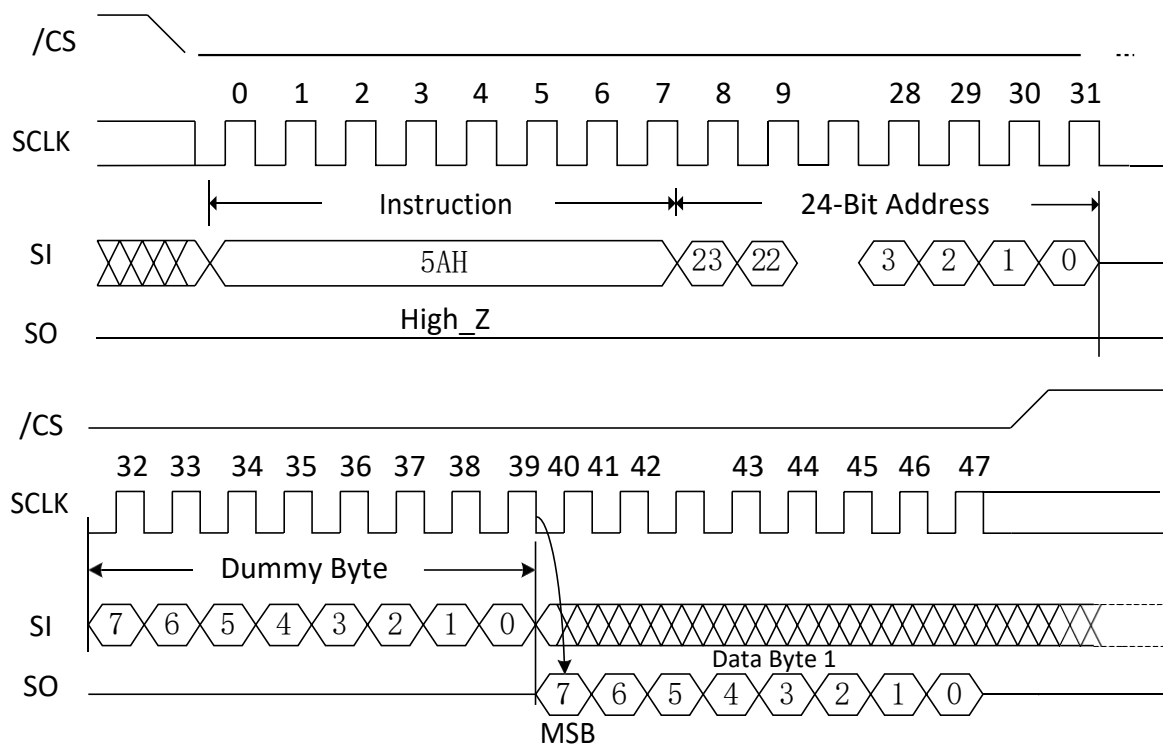 /CS
0 1 2 3 4 5 6 7 8 9 28 29 30 31
SCLK
Instruction 24-Bit Address
SI 5AH 23 22 3 2 1 0
High_Z
SO
/CS
32 33 34 35 36 37 38 39 40 41 42 43 44 45 46 47
SCLK
Dummy Byte
SI 7 6 5 4 3 2 1 0
Data Byte 1
SO 7 6 5 4 3 2 1 0
MSB